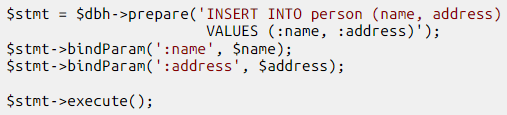 $stmt = $dbh->prepare('INSERT INTO person (name, address)
VALUES (:name, :address)');
$stmt->bindParam(':name', $name);
$stmt->bindParam(':address', $address);
$stmt->execute();